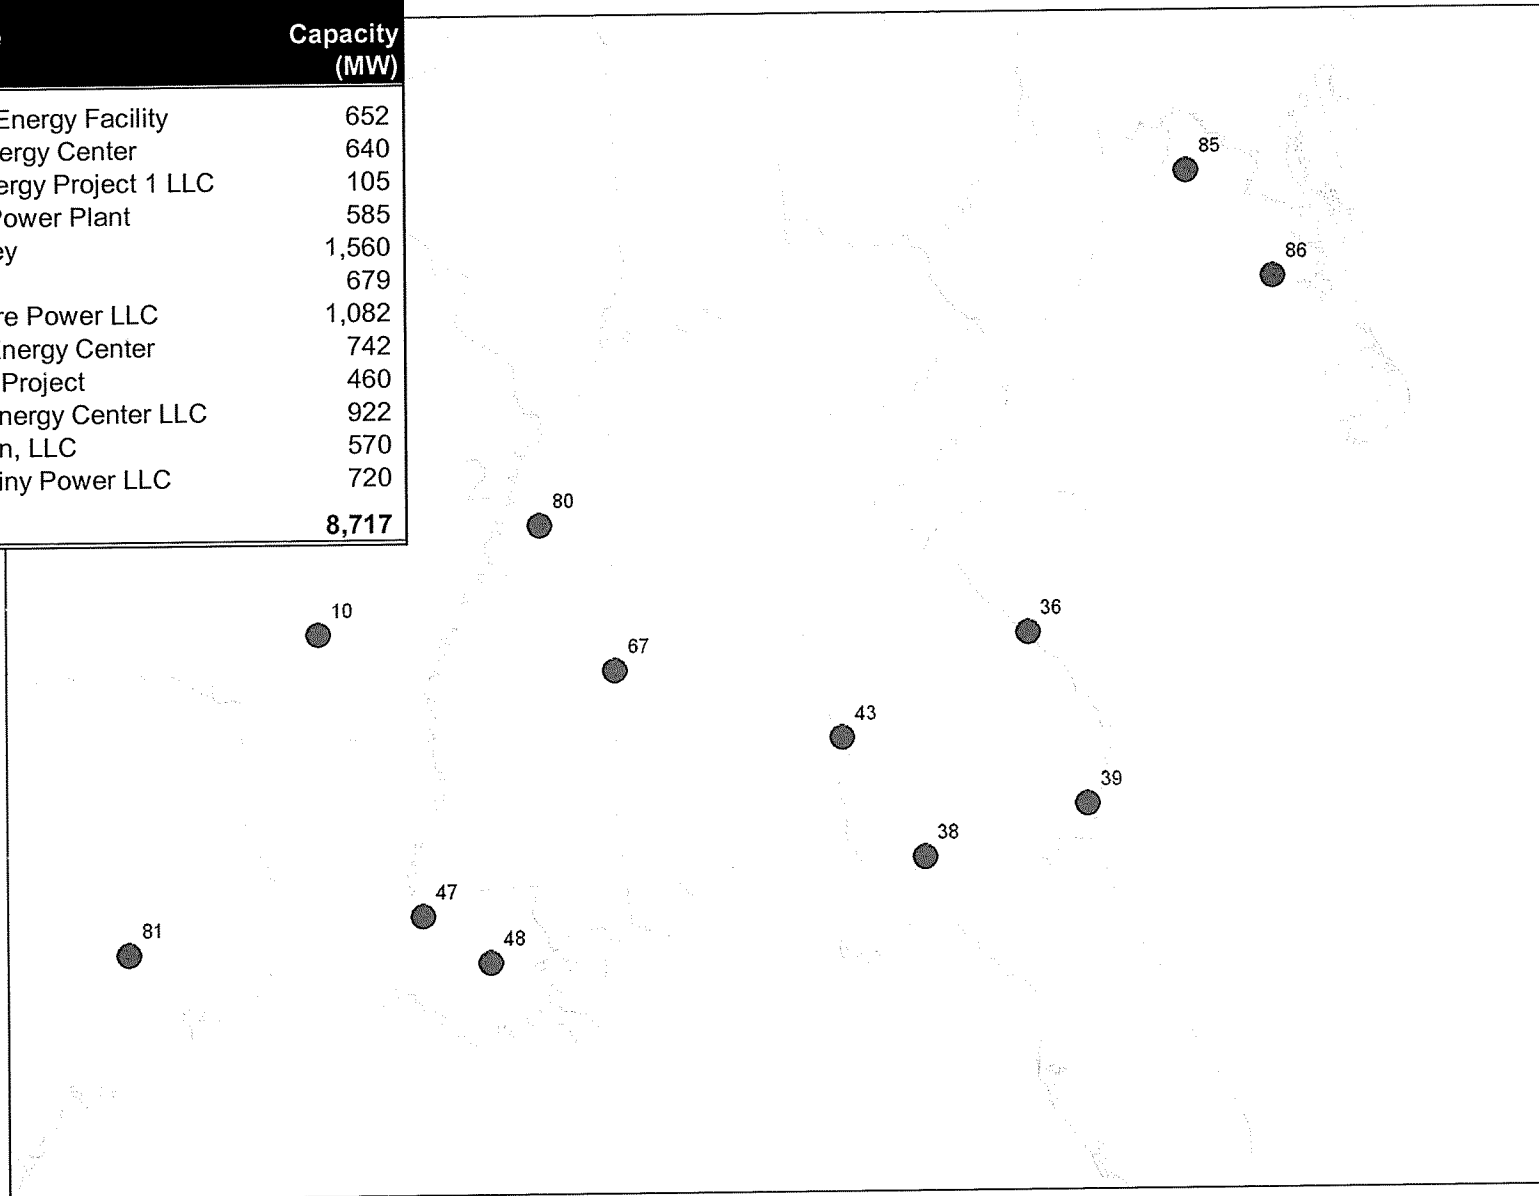 Capacity
(MW)
Energy Facility 652
ergy Center 640
ergy Project 1 LLC 105
Power Plant 585
ey 1,560
679
re Power LLC 1,082
Energy Center 742
Project 460
nergy Center LLC 922
n, LLC 570
iny Power LLC 720
8,717
85
86
80
10
36
67
43
39
38
47
81
48